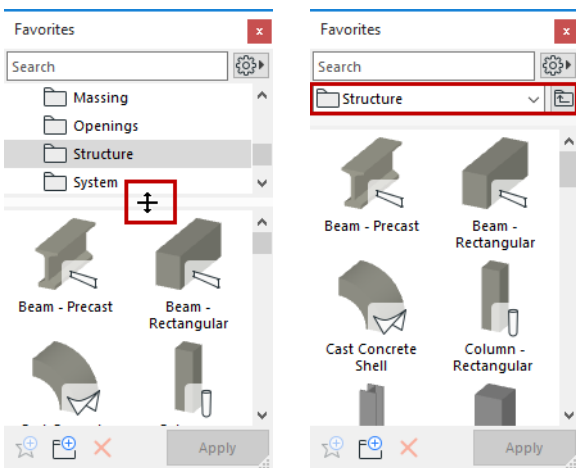 Favorites
x
Search
Massing
Openings
Structure
System
Beam - Precast
Beam -
Rectangular
Apply
Favorites
x
Search
Structure
Beam - Precast
Beam -
Rectangular
Cast Concrete
Shell
Column -
Rectangular
Apply